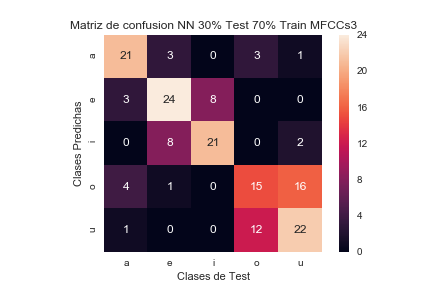 Matriz de confusion NN 30% Test 70% Train MFCCs3
a 21 3 0 3 1
e 3 24 8 0 0
i 0 8 21 0 2
o 4 1 0 15 16
u 1 0 0 12 22
a e i o u
Clases de Test
Clases Predichas
24
20
16
12
8
4
0